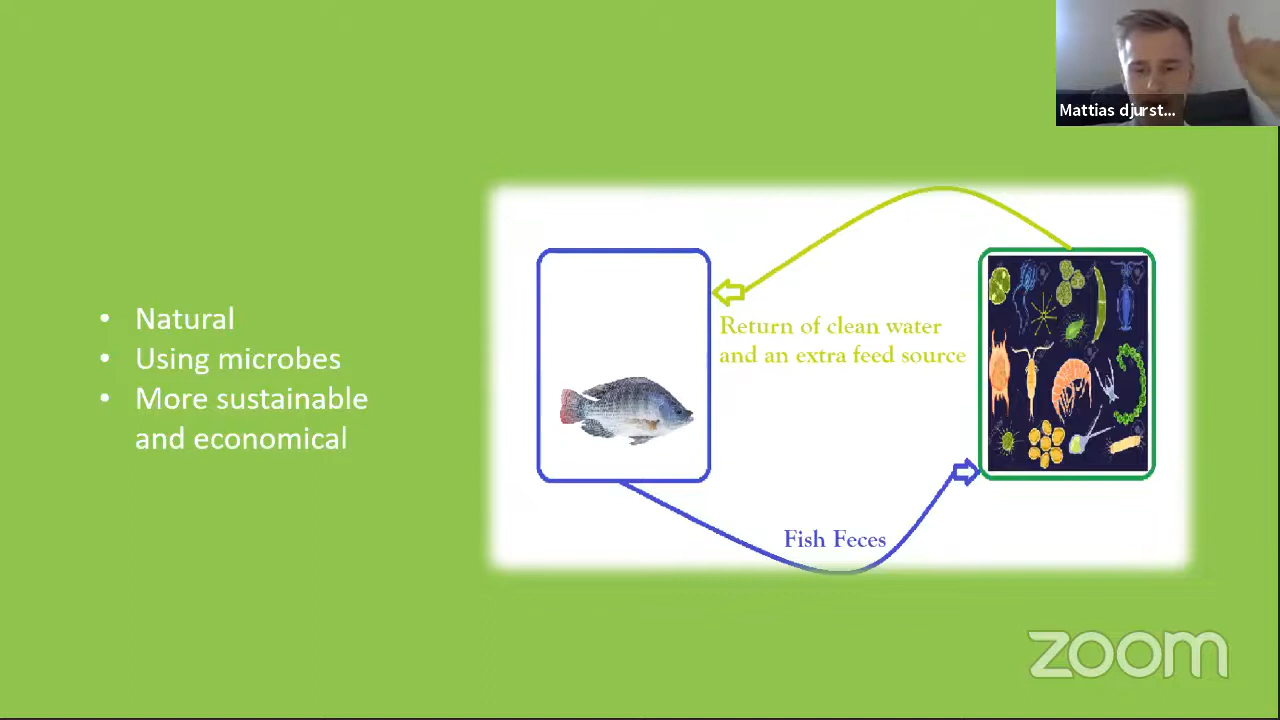 Mattias djurst...
• Natural
• Using microbes
• More sustainable
and economical
Return of clean water
and an extra feed source
Fish Feces
zoom